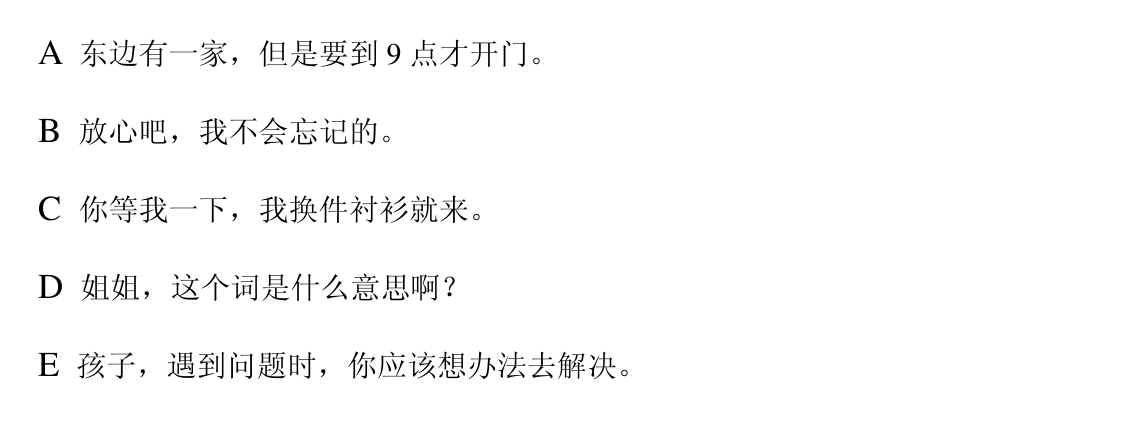 A 东边有一家，但是要到 9 点才开门。
B 放心吧，我不会忘记的。
C 你等我一下，我换件衬衫就来。
D 姐姐，这个词是什么意思啊？
E 孩子，遇到问题时，你应该想办法去解决。